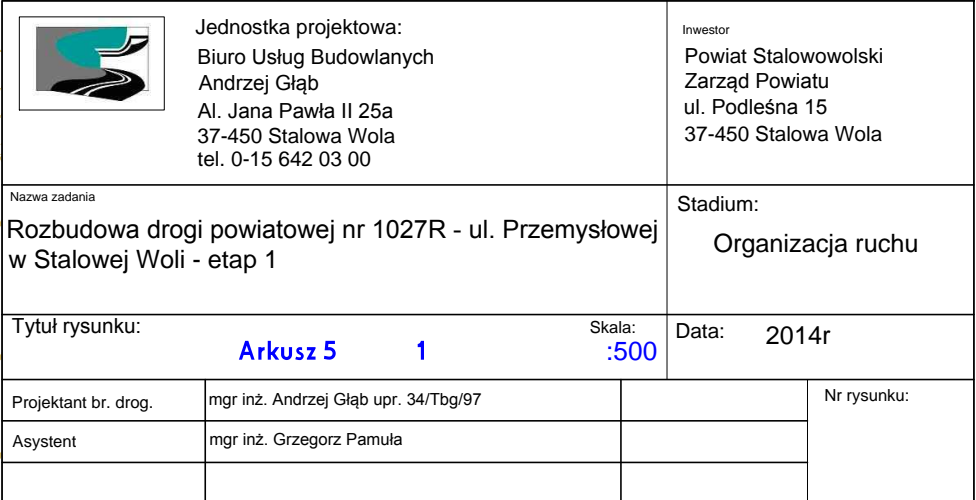 Jednostka projektowa:
Biuro Usług Budowlanych
Andrzej Głąb
Al. Jana Pawła II 25a
37-450 Stalowa Wola
tel. 0-15 642 03 00
Inwestor
Powiat Stalowowolski
Zarząd Powiatu
ul. Podleśna 15
37-450 Stalowa Wola
Nazwa zadania
Rozbudowa drogi powiatowej nr 1027R - ul. Przemysłowej
w Stalowej Woli - etap 1
Stadium:
Organizacja ruchu
Tytuł rysunku:
Arkusz 5 1
Skala:
:500
Data: 2014r
Projektant br. drog. mgr inż. Andrzej Głąb upr. 34/Tbg/97
Nr rysunku:
Asystent mgr inż. Grzegorz Pamuła